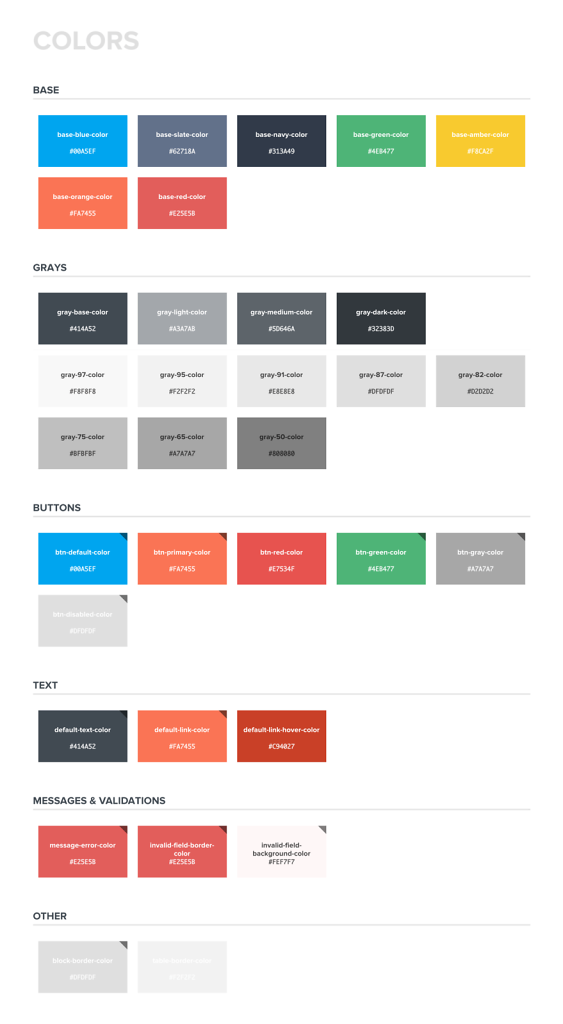 COLORS
BASE
base-blue-color
#00A5EF
base-slate-color
#62718A
base-navy-color
#313A49
base-green-color
#4EB477
base-amber-color
#F8CA2F
base-orange-color
#FA7455
base-red-color
#E25E5B
GRAYS
gray-base-color
#414A52
gray-light-color
#A3A7AB
gray-medium-color
#5D646A
gray-dark-color
#32383D
gray-97-color
#F8F8F8
gray-95-color
#F2F2F2
gray-91-color
#E8E8E8
gray-87-color
#DFDFDF
gray-82-color
#D2D2D2
gray-75-color
#BFBFBF
gray-65-color
#A7A7A7
gray-50-color
#808080
BUTTONS
btn-default-color
#00A5EF
btn-primary-color
#FA7455
btn-red-color
#E7534F
btn-green-color
#4EB477
btn-gray-color
#A7A7A7
btn-disabled-color
#DFDFDF
TEXT
default-text-color
#414A52
default-link-color
#FA7455
default-link-hover-color
#C94027
MESSAGES & VALIDATIONS
message-error-color
#E25E5B
invalid-field-border-
color
#E25E5B
invalid-field-
background-color
#FEF7F7
OTHER
block-border-color
#DFDFDF